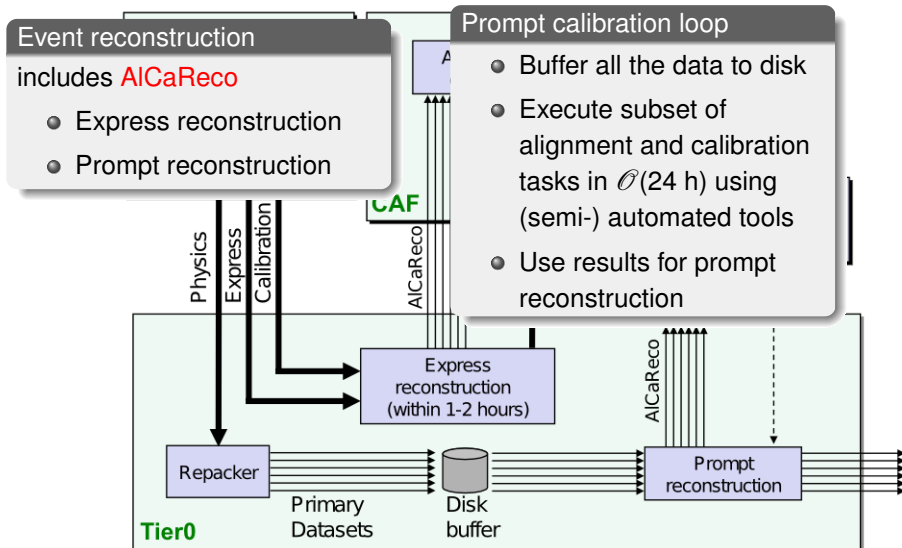 Event reconstruction
includes AlCaReco
Express reconstruction
Prompt reconstruction
Prompt calibration loop
Buffer all the data to disk
Execute subset of
alignment and calibration
tasks in 𝒪(24 h) using
(semi-) automated tools
Use results for prompt
reconstruction
A
CAF
Physics
Express
Calibration
AlCaReco
AlCaReco
Express
reconstruction
(within 1-2 hours)
Repacker
Primary
Datasets
Disk
buffer
Prompt
reconstruction
Tier0